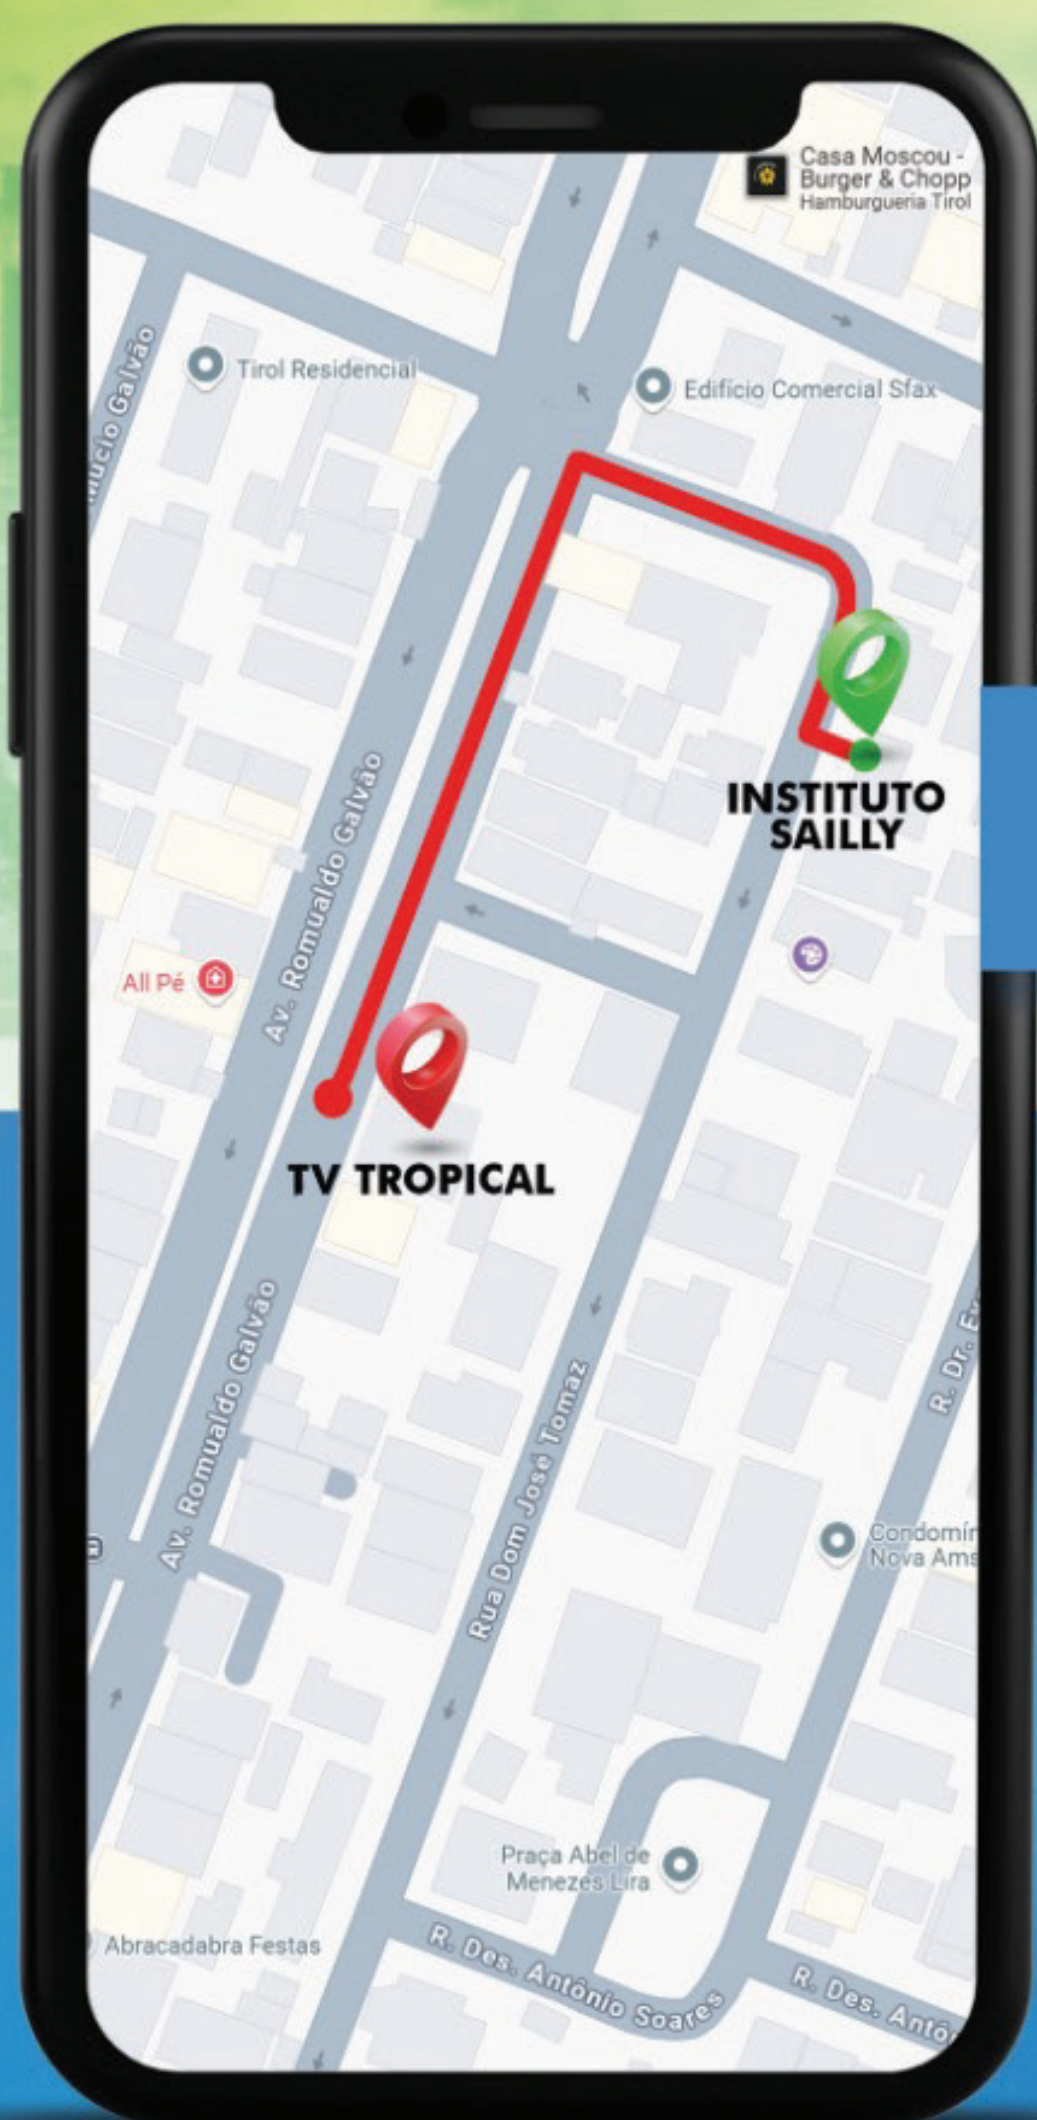 Casa Moscou -
Burger & Chopp
Hamburgueria Tirol
Tirol Residencial
Edificio Comercial Sfax
Mucio Galvão
INSTITUTO
SAILLY
Av. Romualdo Galvão
All Pé
TV TROPICAL
Av. Romualdo Galvão
R. Dr.
Rua Dom José Tomaz
Condomín
Nova Ams
Praça Abel de
Menezes Lira
Abracadabra Festas
R. Des. Antônio Soares
R. Des. Antô